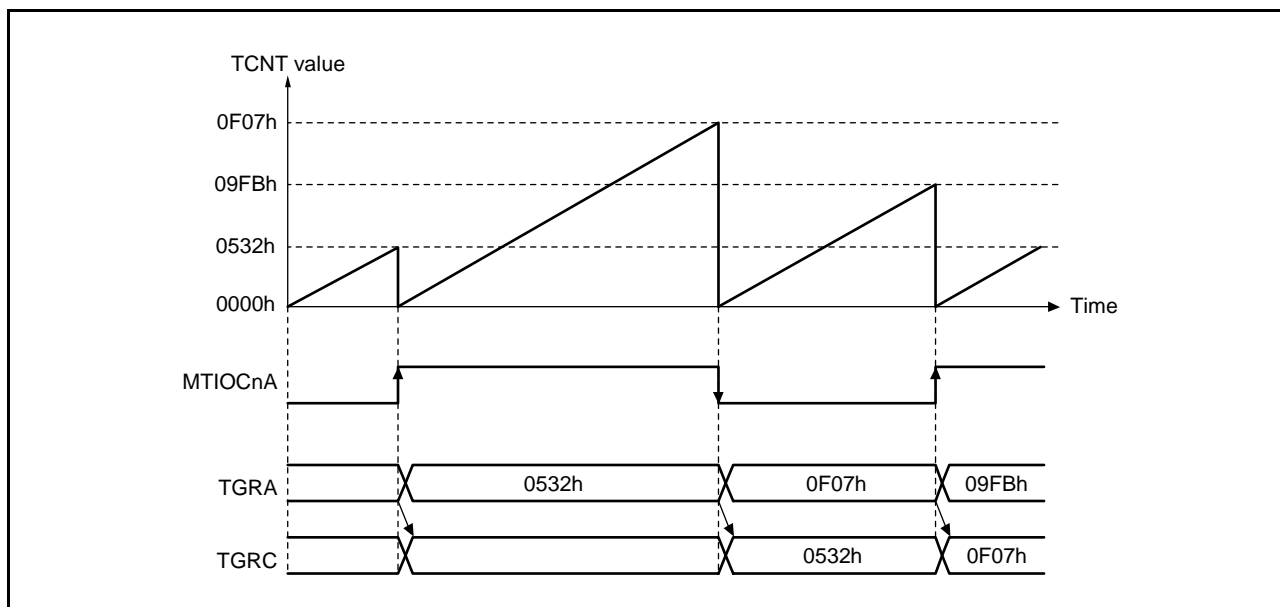 TCNT value
0F07h
09FBh
0532h
0000h
Time
MTIOCnA
TGRA 0532h 0F07h 09FBh
TGRC 0532h 0F07h